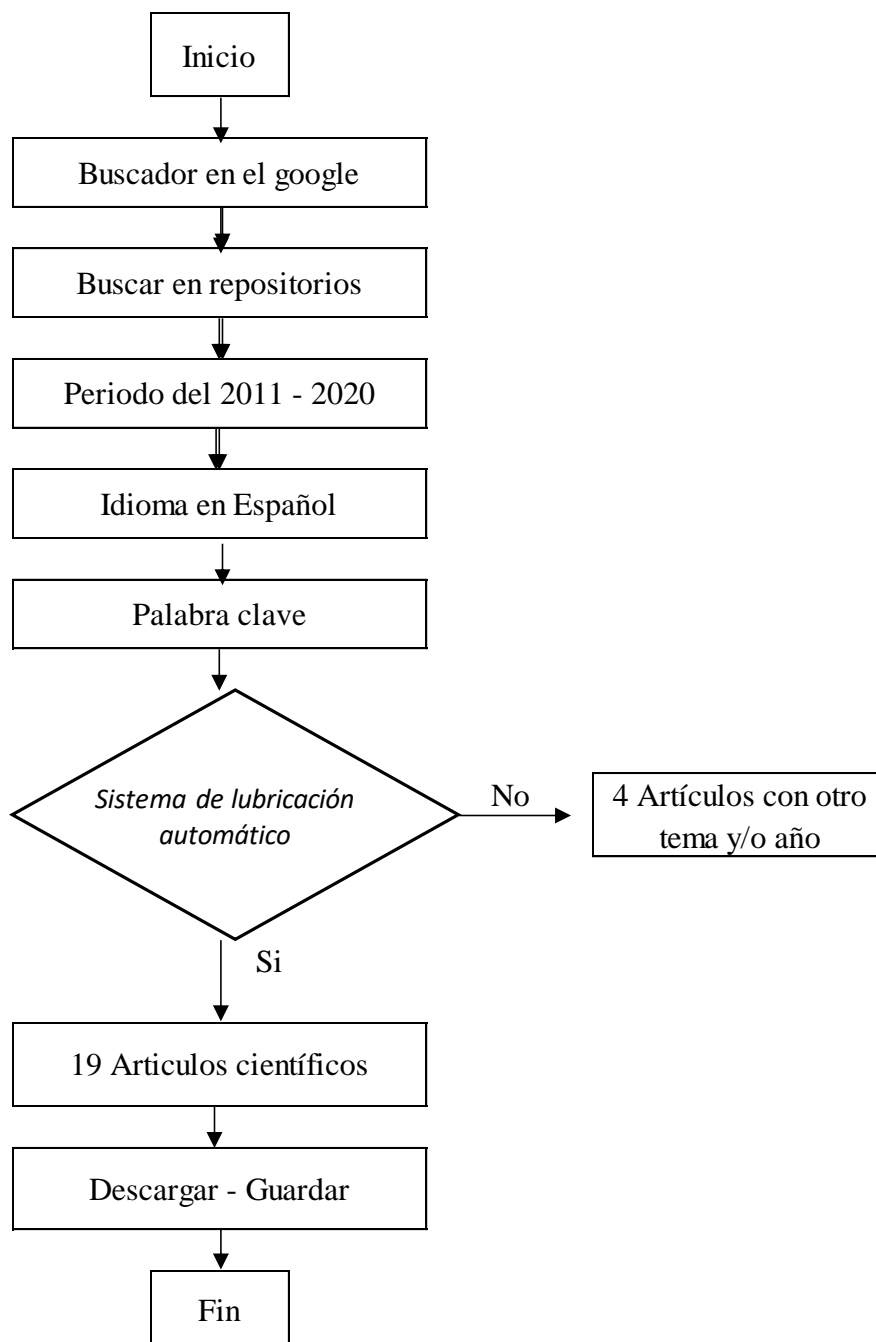 Inicio
Buscador en el google
Buscar en repositorios
Periodo del 2011 - 2020
Idioma en Español
Palabra clave
Sistema de lubricación
automático
No
4 Artículos con otro
tema y/o año
Si
19 Articulos científicos
Descargar - Guardar
Fin